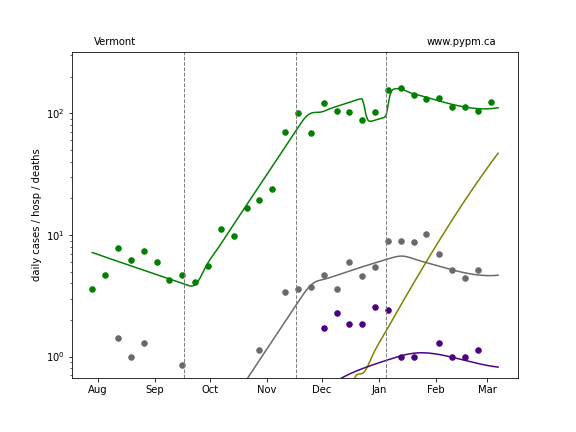 Vermont www.pypm.ca
daily cases / hosp / deaths
10²
10¹
10⁰
Aug Sep Oct Nov Dec Jan Feb Mar